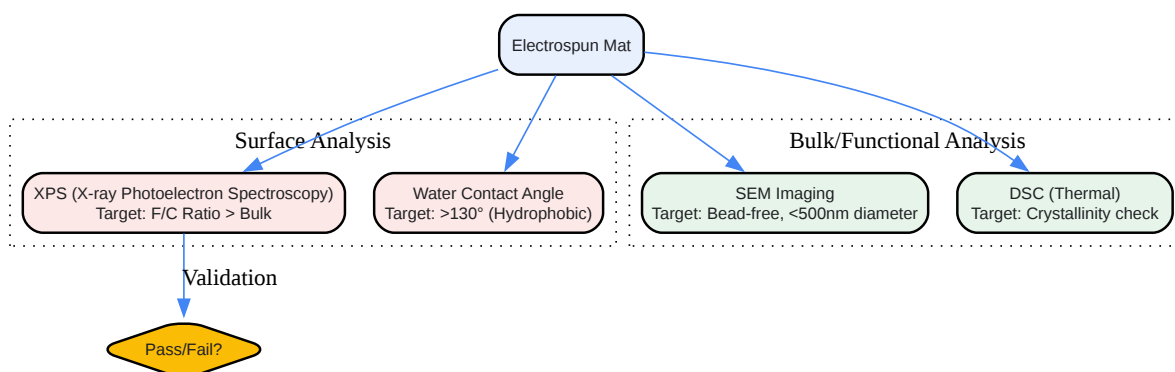 Electrospun Mat
Surface Analysis
Bulk/Functional Analysis
XPS (X-ray Photoelectron Spectroscopy)
Target: F/C Ratio > Bulk
Water Contact Angle
Target: >130° (Hydrophobic)
SEM Imaging
Target: Bead-free, <500nm diameter
DSC (Thermal)
Target: Crystallinity check
Validation
Pass/Fail?